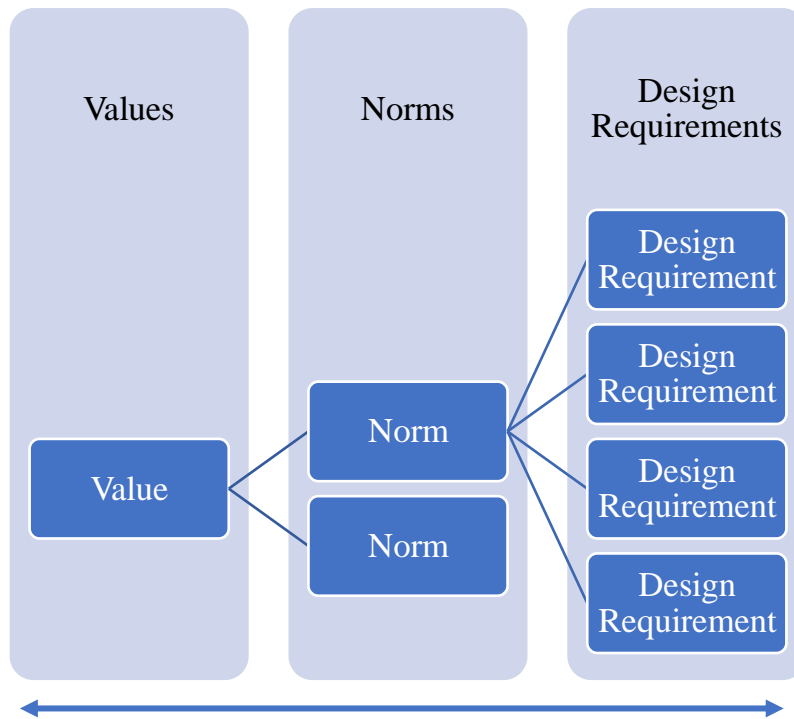 Values
Norms
Design
Requirements
Value
Norm
Norm
Design
Requirement
Design
Requirement
Design
Requirement
Design
Requirement